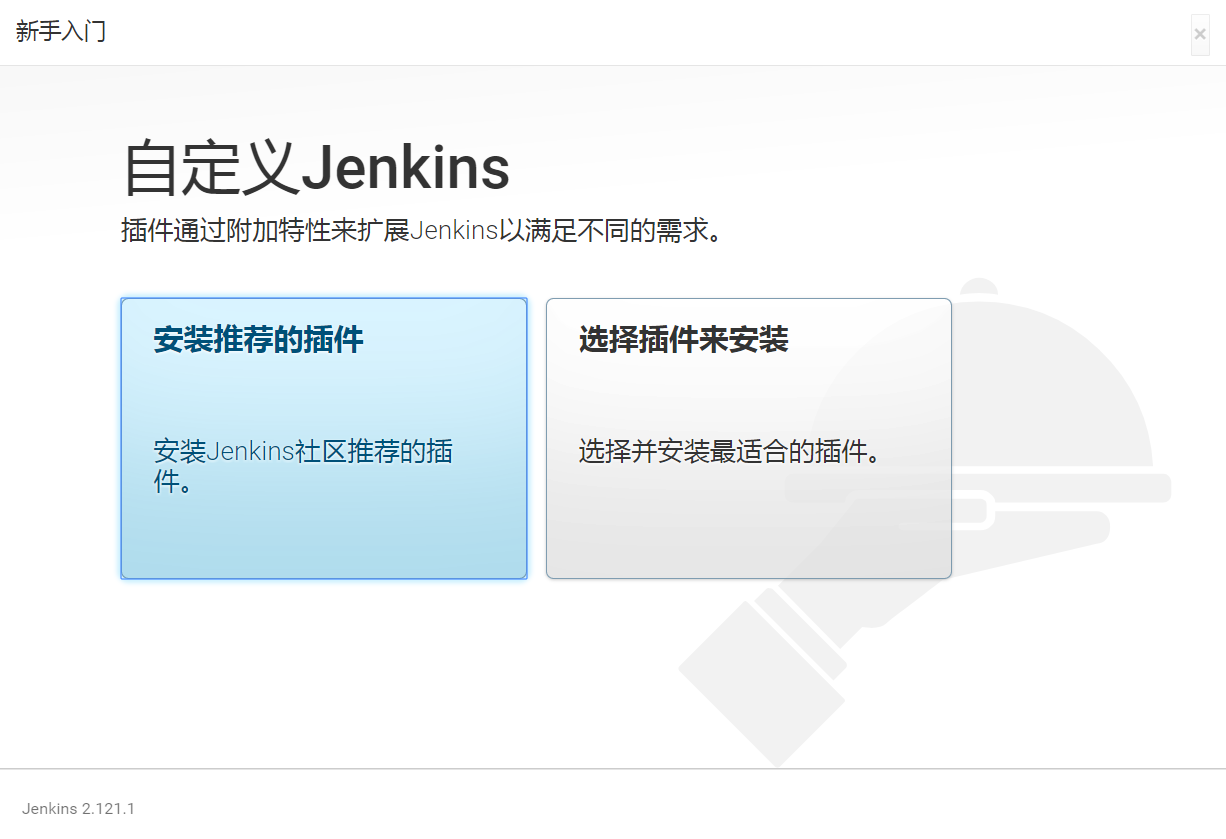 新手入门
×
自定义Jenkins
插件通过附加特性来扩展Jenkins以满足不同的需求。
安装推荐的插件
安装Jenkins社区推荐的插
件。
选择插件来安装
选择并安装最适合的插件。
Jenkins 2.121.1